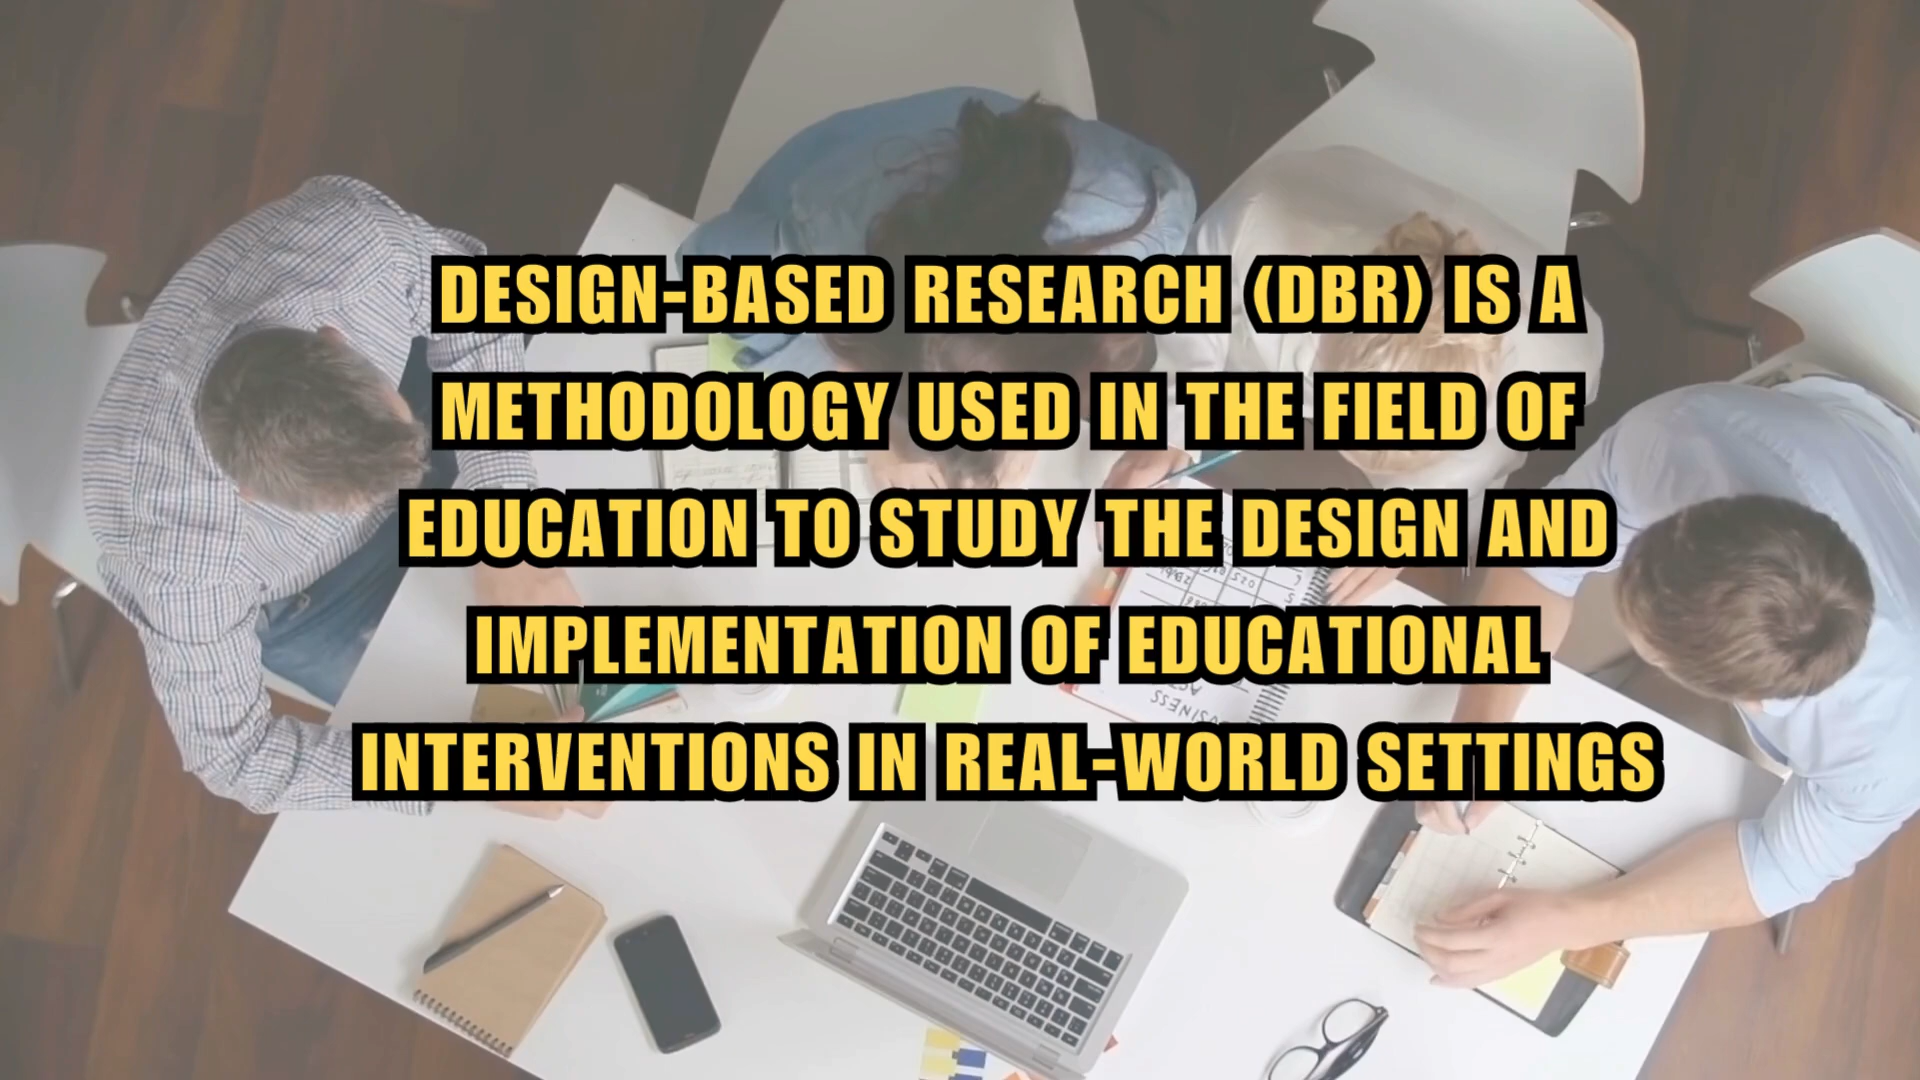 DESIGN-BASED RESEARCH (DBR) IS A
METHODOLOGY USED IN THE FIELD OF
EDUCATION TO STUDY THE DESIGN AND
IMPLEMENTATION OF EDUCATIONAL
INTERVENTIONS IN REAL-WORLD SETTINGS